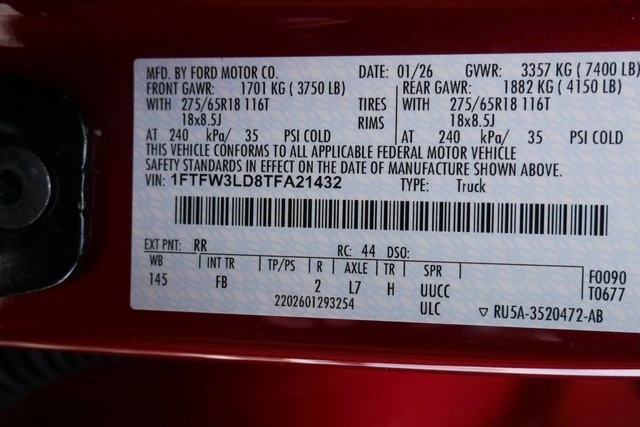 MFD. BY FORD MOTOR CO. DATE: 01/26 GVWR: 3357 KG (7400 LB)
FRONT GAWR: 1701 KG (3750 LB) REAR GAWR: 1882 KG (4150 LB)
WITH 275/65R18 116T TIRES WITH 275/65R18 116T
18x8.5J RIMS 18x8.5J
AT 240 kPa/ 35 PSI COLD AT 240 kPa/ 35 PSI COLD
THIS VEHICLE CONFORMS TO ALL APPLICABLE FEDERAL MOTOR VEHICLE
SAFETY STANDARDS IN EFFECT ON THE DATE OF MANUFACTURE SHOWN ABOVE.
VIN: 1FTFW3LD8TFA21432 TYPE: Truck
EXT PNT: RR RC: 44 DSO:
WB INT TR TP/PS R AXLE TR SPR F0090
145 FB 2 L7 H UUCC T0677
2202601293254 ULC ▽ RU5A-3520472-AB